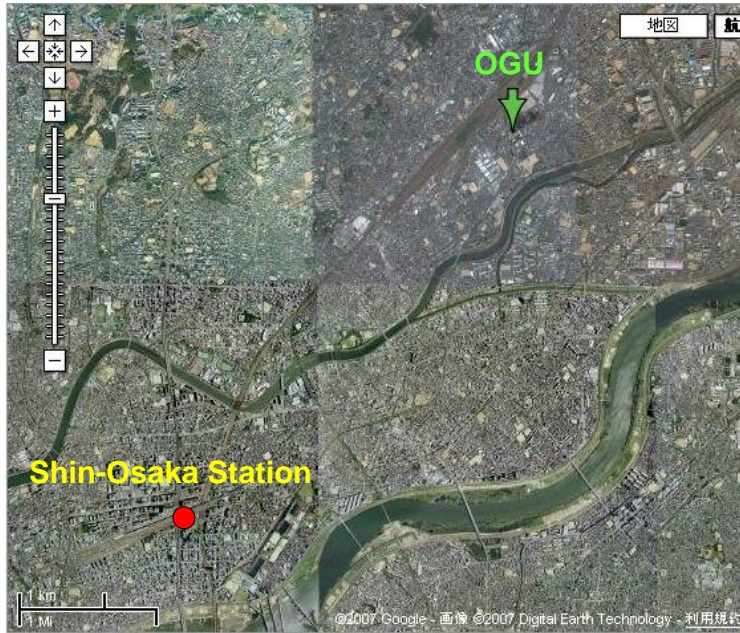 地図
航
OGU
Shin-Osaka Station
1 km
1 Mi
©2007 Google - 画像 ©2007 Digital Earth Technology - 利用規約